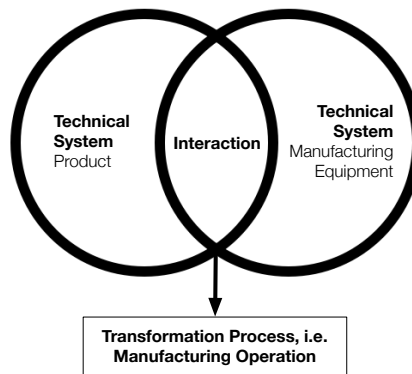 Technical
System
Product
Interaction
Technical
System
Manufacturing
Equipment
Transformation Process, i.e.
Manufacturing Operation